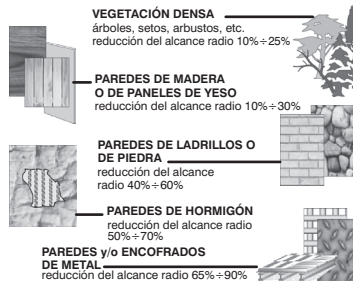 VEGETACIÓN DENSA
árboles, setos, arbustos, etc.
reducción del alcance radio 10%÷25%
PAREDES DE MADERA
O DE PANELES DE YESO
reducción del alcance radio 10%÷30%
PAREDES DE LADRILLOS O
DE PIEDRA
reducción del alcance
radio 40%÷60%
PAREDES DE HORMIGÓN
reducción del alcance radio
50%÷70%
PAREDES y/o ENCOFRADOS
DE METAL
reducción del alcance radio 65%÷90%